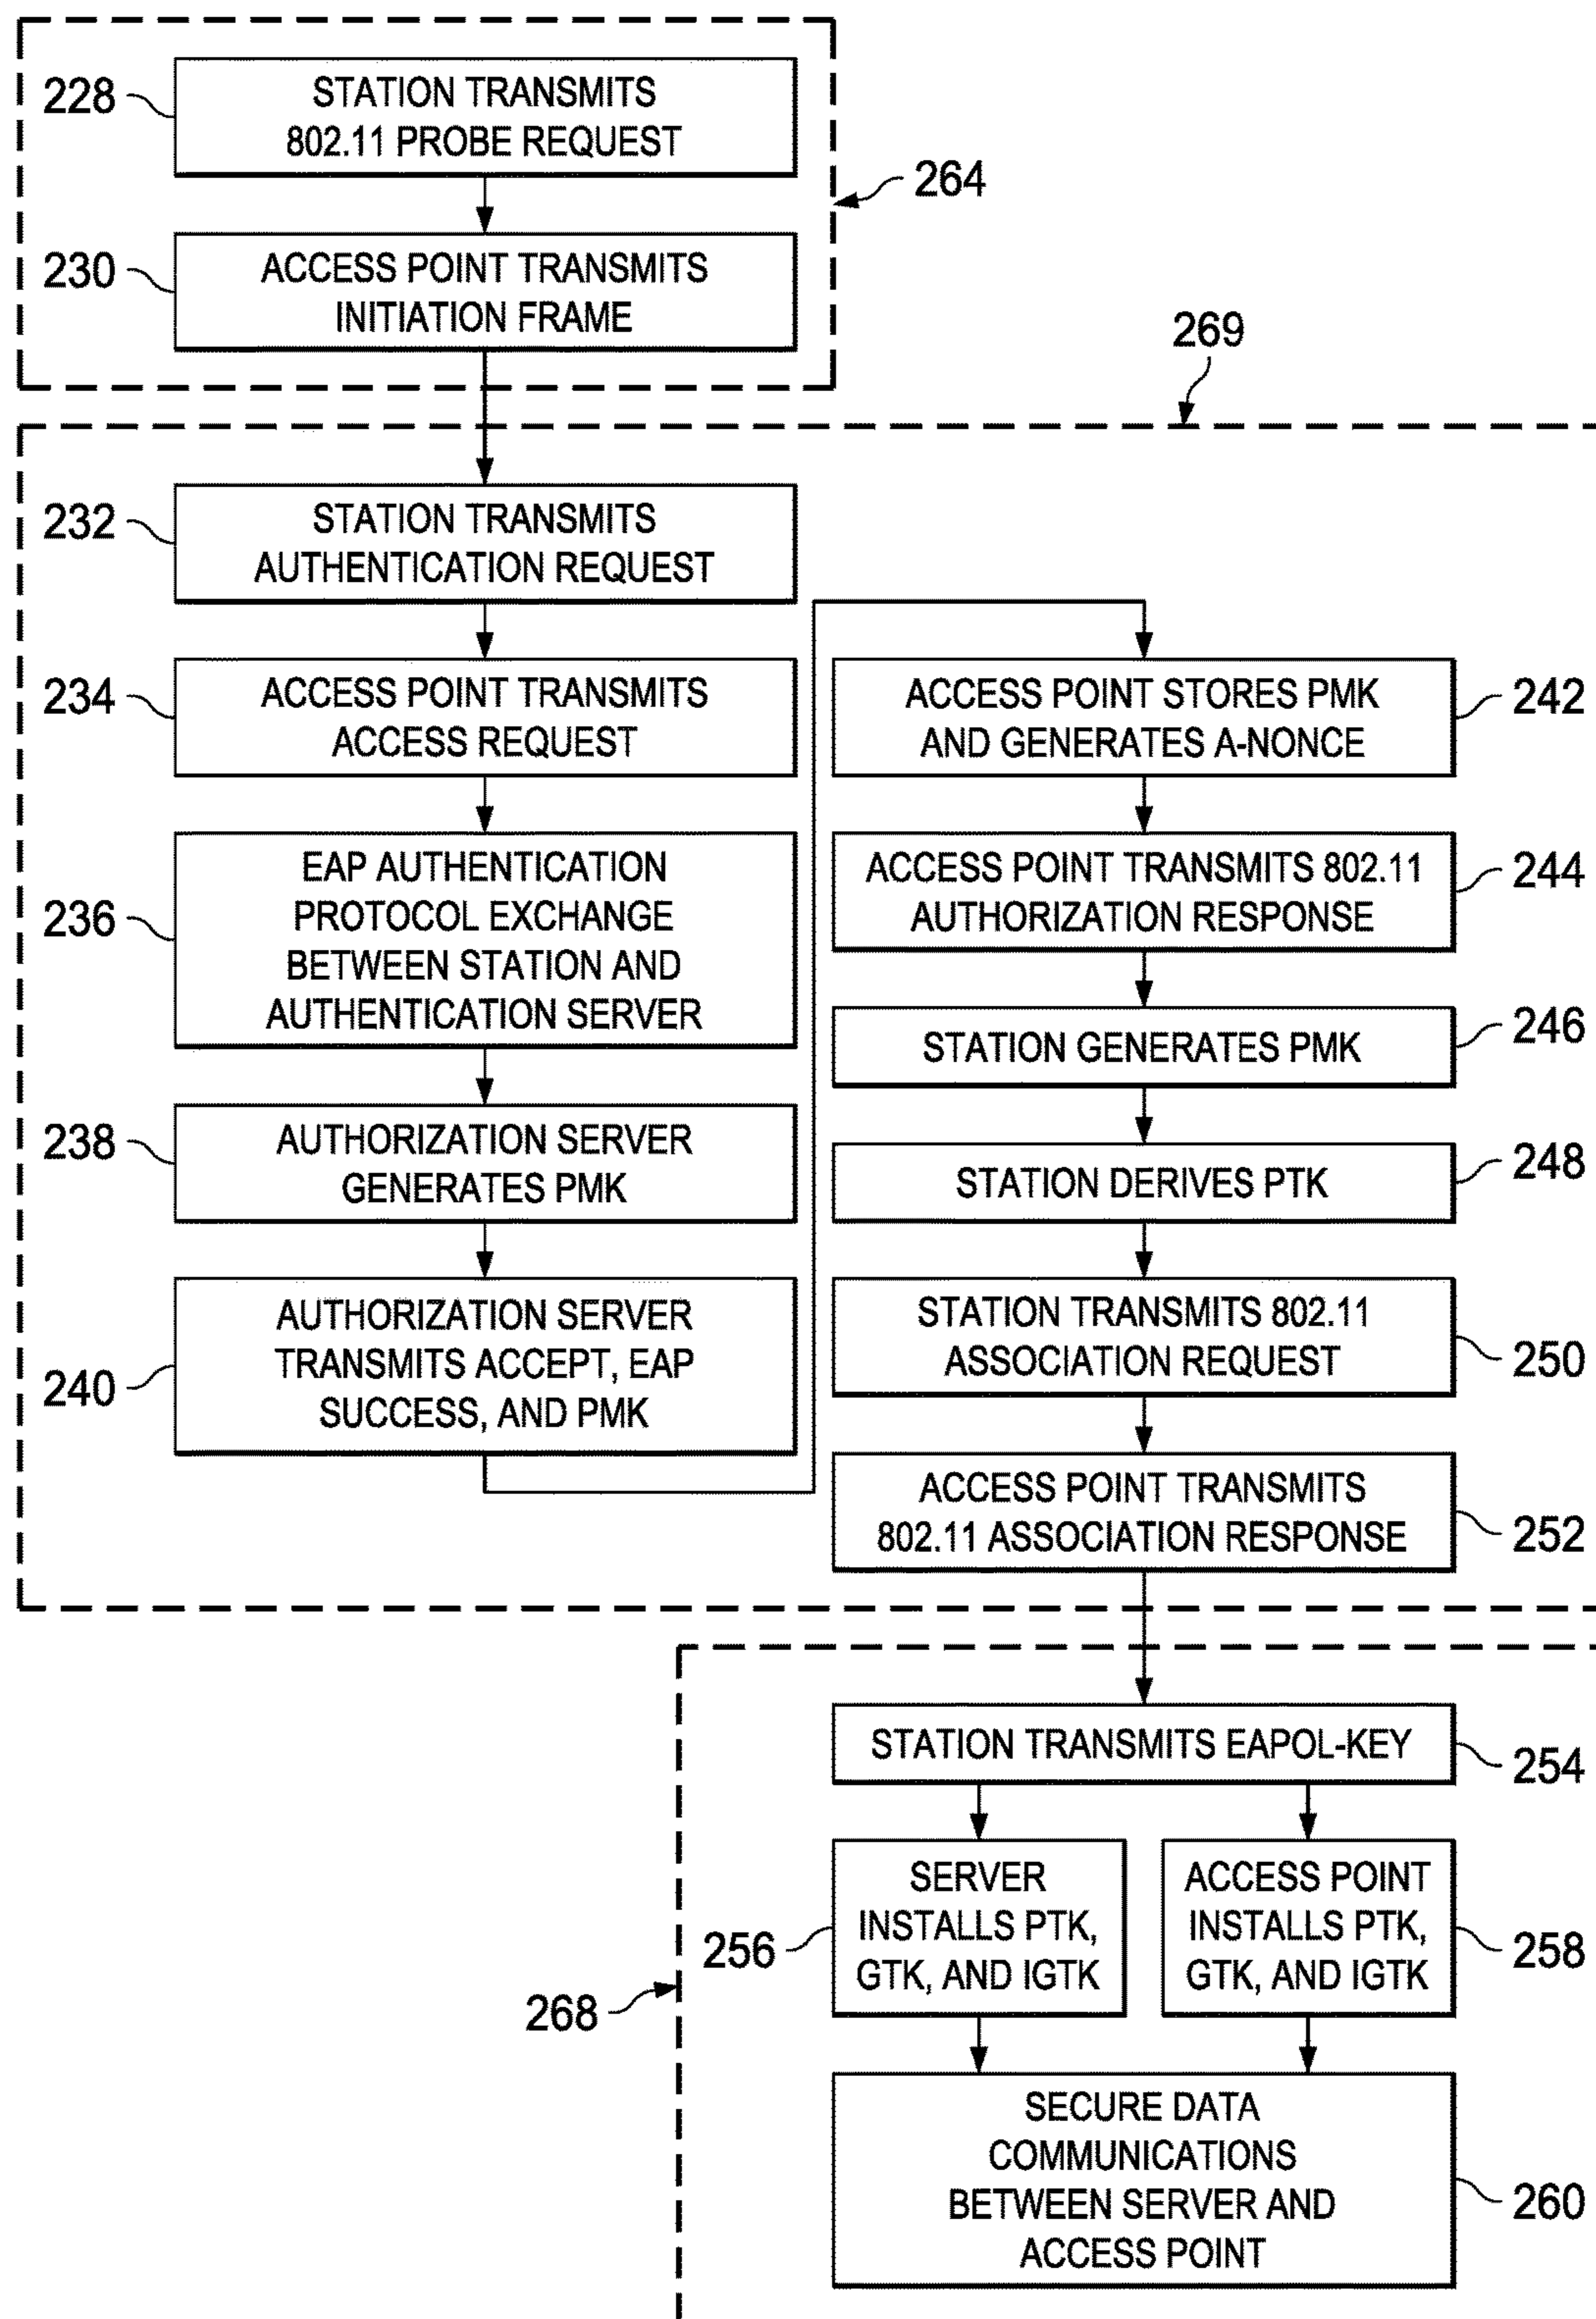 228
STATION TRANSMITS
802.11 PROBE REQUEST
264
230
ACCESS POINT TRANSMITS
INITIATION FRAME
269
232
STATION TRANSMITS
AUTHENTICATION REQUEST
234
ACCESS POINT TRANSMITS
ACCESS REQUEST
236
EAP AUTHENTICATION
PROTOCOL EXCHANGE
BETWEEN STATION AND
AUTHENTICATION SERVER
238
AUTHORIZATION SERVER
GENERATES PMK
240
AUTHORIZATION SERVER
TRANSMITS ACCEPT, EAP
SUCCESS, AND PMK
ACCESS POINT STORES PMK
AND GENERATES A-NONCE
242
ACCESS POINT TRANSMITS 802.11
AUTHORIZATION RESPONSE
244
STATION GENERATES PMK
246
STATION DERIVES PTK
248
STATION TRANSMITS 802.11
ASSOCIATION REQUEST
250
ACCESS POINT TRANSMITS
802.11 ASSOCIATION RESPONSE
252
STATION TRANSMITS EAPOL-KEY
254
SERVER
INSTALLS PTK,
GTK, AND IGTK
256
ACCESS POINT
INSTALLS PTK,
GTK, AND IGTK
258
268
SECURE DATA
COMMUNICATIONS
BETWEEN SERVER AND
ACCESS POINT
260